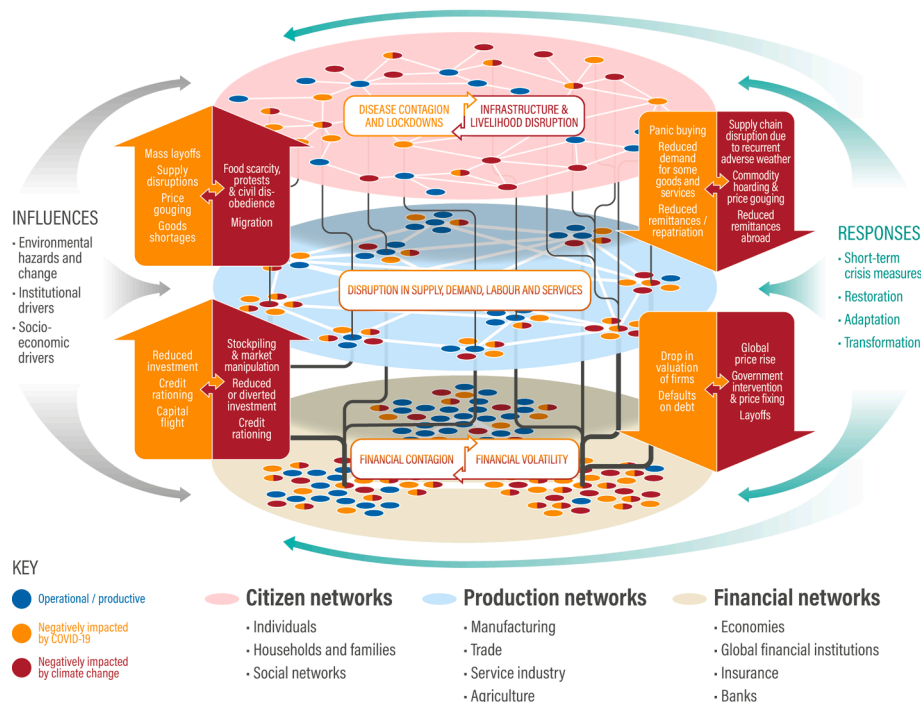 DISEASE CONTAGION
AND LOCKDOWNS
INFRASTRUCTURE &
LIVELIHOOD DISRUPTION
Mass layoffs
Supply
disruptions
Price
gouging
Goods
shortages
Food scarcity,
protests
& civil dis-
obedience
Migration
Panic buying
Reduced
demand
for some
goods and
services
Reduced
remittances /
repatriation
Supply chain
disruption due
to recurrent
adverse weather
Commodity
hoarding &
price gouging
Reduced
remittances
abroad
INFLUENCES
• Environmental
hazards and
change
• Institutional
drivers
• Socio-
economic
drivers
RESPONSES
• Short-term
crisis measures
• Restoration
• Adaptation
• Transformation
DISRUPTION IN SUPPLY, DEMAND, LABOUR AND SERVICES
Reduced
investment
Credit
rationing
Capital
flight
Stockpiling
& market
manipulation
Reduced
or diverted
investment
Credit
rationing
Drop in
valuation
of firms
Defaults
on debt
Global
price rise
Government
intervention
& price fixing
Layoffs
FINANCIAL CONTAGION
FINANCIAL VOLATILITY
KEY
Operational / productive
Negatively impacted
by COVID-19
Negatively impacted
by climate change
Citizen networks
• Individuals
• Households and families
• Social networks
Production networks
• Manufacturing
• Trade
• Service industry
• Agriculture
Financial networks
• Economies
• Global financial institutions
• Insurance
• Banks